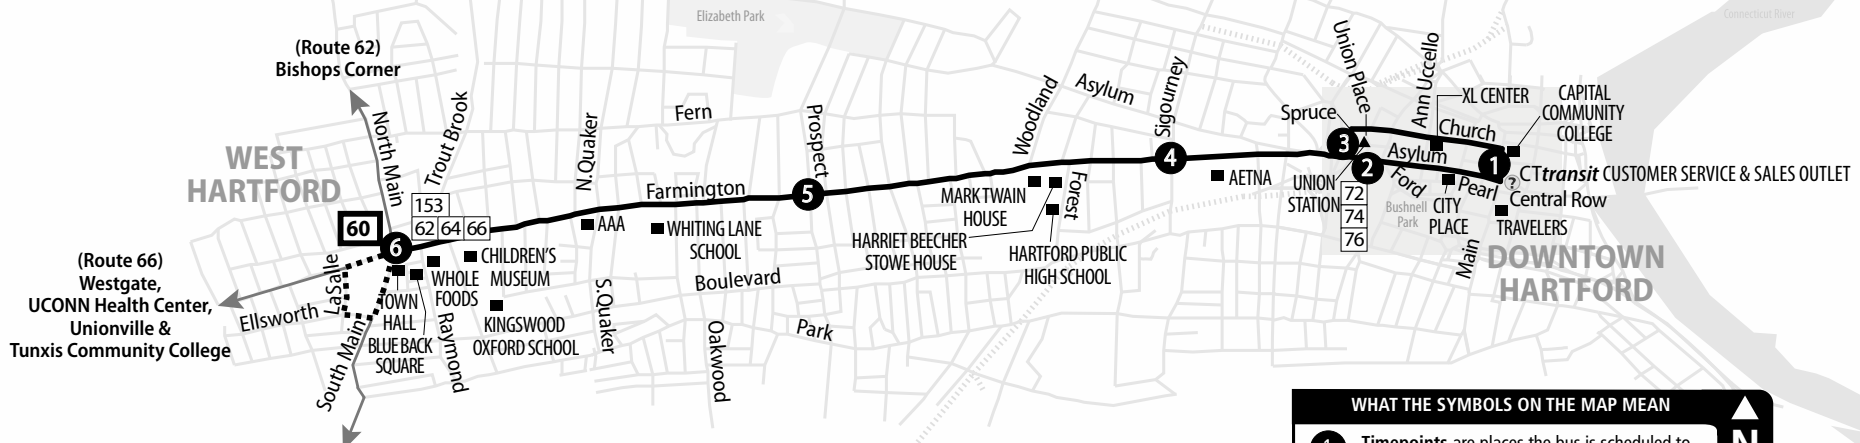 Elizabeth Park
Connecticut River
(Route 62)
Bishops Corner
North Main
Trout Brook
N.Quaker
Fern
Prospect
Woodland
Asylum
Sigourney
Spruce
Union Place
Ann Uccello
XL CENTER
Church
CAPITAL
COMMUNITY
COLLEGE
WEST
HARTFORD
Farmington
5
4
3
2
1
Asylum
?
CTtransit CUSTOMER SERVICE & SALES OUTLET
Ford
Pearl
Central Row
AETNA
UNION
STATION
72
74
76
Bushnell
Park
CITY
PLACE
TRAVELERS
Main
DOWNTOWN
HARTFORD
MARK TWAIN
HOUSE
Forest
HARRIET BEECHER
STOWE HOUSE
HARTFORD PUBLIC
HIGH SCHOOL
153
62 64 66
60
6
AAA
WHITING LANE
SCHOOL
CHILDREN'S
MUSEUM
WHOLE
FOODS
Boulevard
(Route 66)
Westgate,
UCONN Health Center,
Unionville &
Tunxis Community College
LaSalle
Ellsworth
TOWN
HALL
BLUE BACK
SQUARE
Raymond
KINGSWOOD
OXFORD SCHOOL
S.Quaker
Oakwood
Park
South Main
WHAT THE SYMBOLS ON THE MAP MEAN
1
Timepoints are places the bus is scheduled to
N